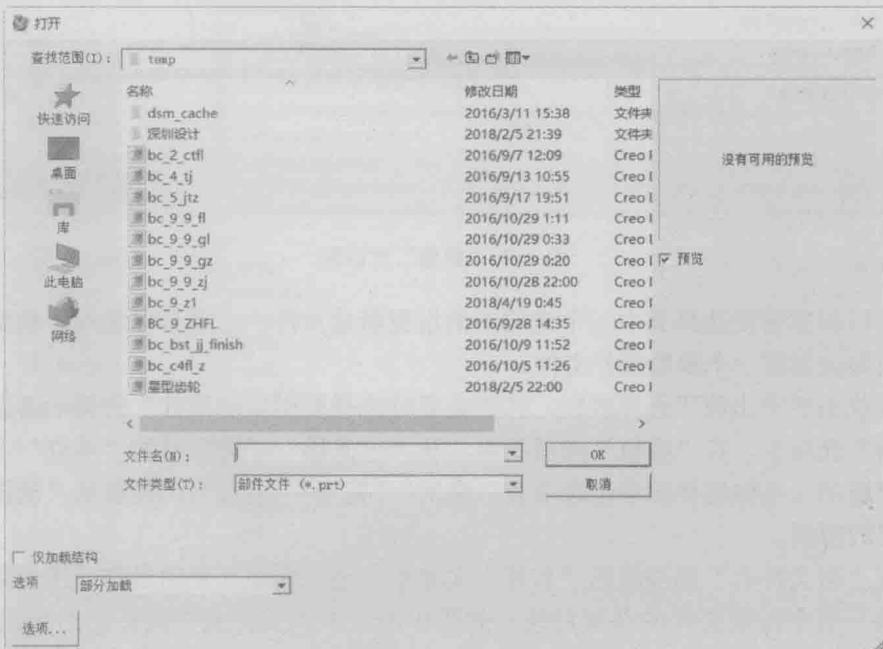 打开
查找范围(I): temp
名称 修改日期 类型
dsm_cache 2016/3/11 15:38 文件夹
深圳设计 2018/2/5 21:39 文件夹
bc_2_ctfl 2016/9/7 12:09 Creo
bc_4_tj 2016/9/13 10:55 Creo
bc_5_jtz 2016/9/17 19:51 Creo
bc_9_9_fl 2016/10/29 1:11 Creo
bc_9_9_gl 2016/10/29 0:33 Creo
bc_9_9_gz 2016/10/29 0:20 Creo
bc_9_9_zj 2016/10/28 22:00 Creo
bc_9_z1 2018/4/19 0:45 Creo
BC_9_ZHFL 2016/9/28 14:35 Creo
bc_bst_jj_finish 2016/10/9 11:52 Creo
bc_c4fl_z 2016/10/5 11:26 Creo
量型齿轮 2018/2/5 22:00 Creo
快速访问
桌面
库
此电脑
网络
没有可用的预览
预览
文件名(N): OK
文件类型(T): 部件文件 (*.prt) 取消
仅加载结构
选项 部分加载
选项...